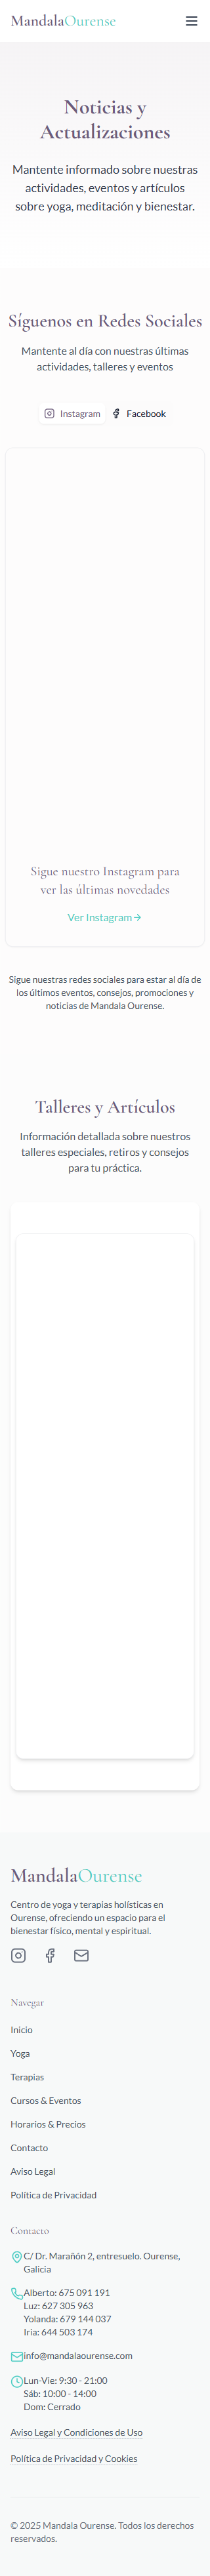 MandalaOurense
Noticias y
Actualizaciones
Mantente informado sobre nuestras
actividades, eventos y artículos
sobre yoga, meditación y bienestar.
Síguenos en Redes Sociales
Mantente al día con nuestras últimas
actividades, talleres y eventos
Instagram
Facebook
Sigue nuestro Instagram para
ver las últimas novedades
Ver Instagram→
Sigue nuestras redes sociales para estar al día de
los últimos eventos, consejos, promociones y
noticias de Mandala Ourense.
Talleres y Artículos
Información detallada sobre nuestros
talleres especiales, retiros y consejos
para tu práctica.
MandalaOurense
Centro de yoga y terapias holísticas en
Ourense, ofreciendo un espacio para el
bienestar físico, mental y espiritual.
Navegar
Inicio
Yoga
Terapias
Cursos & Eventos
Horarios & Precios
Contacto
Aviso Legal
Política de Privacidad
Contacto
C/ Dr. Marañón 2, entresuelo. Ourense,
Galicia
Alberto: 675 091 191
Luz: 627 305 963
Yolanda: 679 144 037
Iria: 644 503 174
info@mandalaourense.com
Lun-Vie: 9:30 - 21:00
Sáb: 10:00 - 14:00
Dom: Cerrado
Aviso Legal y Condiciones de Uso
Política de Privacidad y Cookies
© 2025 Mandala Ourense. Todos los derechos
reservados.